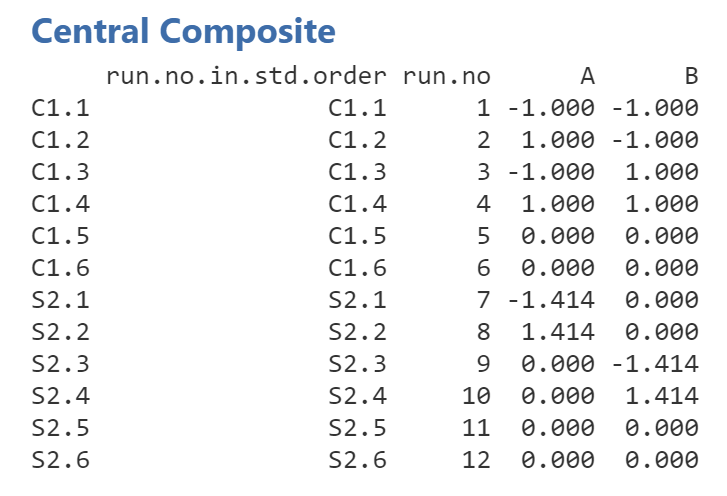 Central Composite
run.no.in.std.order run.no A B
C1.1 C1.1 1 -1.000 -1.000
C1.2 C1.2 2 1.000 -1.000
C1.3 C1.3 3 -1.000 1.000
C1.4 C1.4 4 1.000 1.000
C1.5 C1.5 5 0.000 0.000
C1.6 C1.6 6 0.000 0.000
S2.1 S2.1 7 -1.414 0.000
S2.2 S2.2 8 1.414 0.000
S2.3 S2.3 9 0.000 -1.414
S2.4 S2.4 10 0.000 1.414
S2.5 S2.5 11 0.000 0.000
S2.6 S2.6 12 0.000 0.000